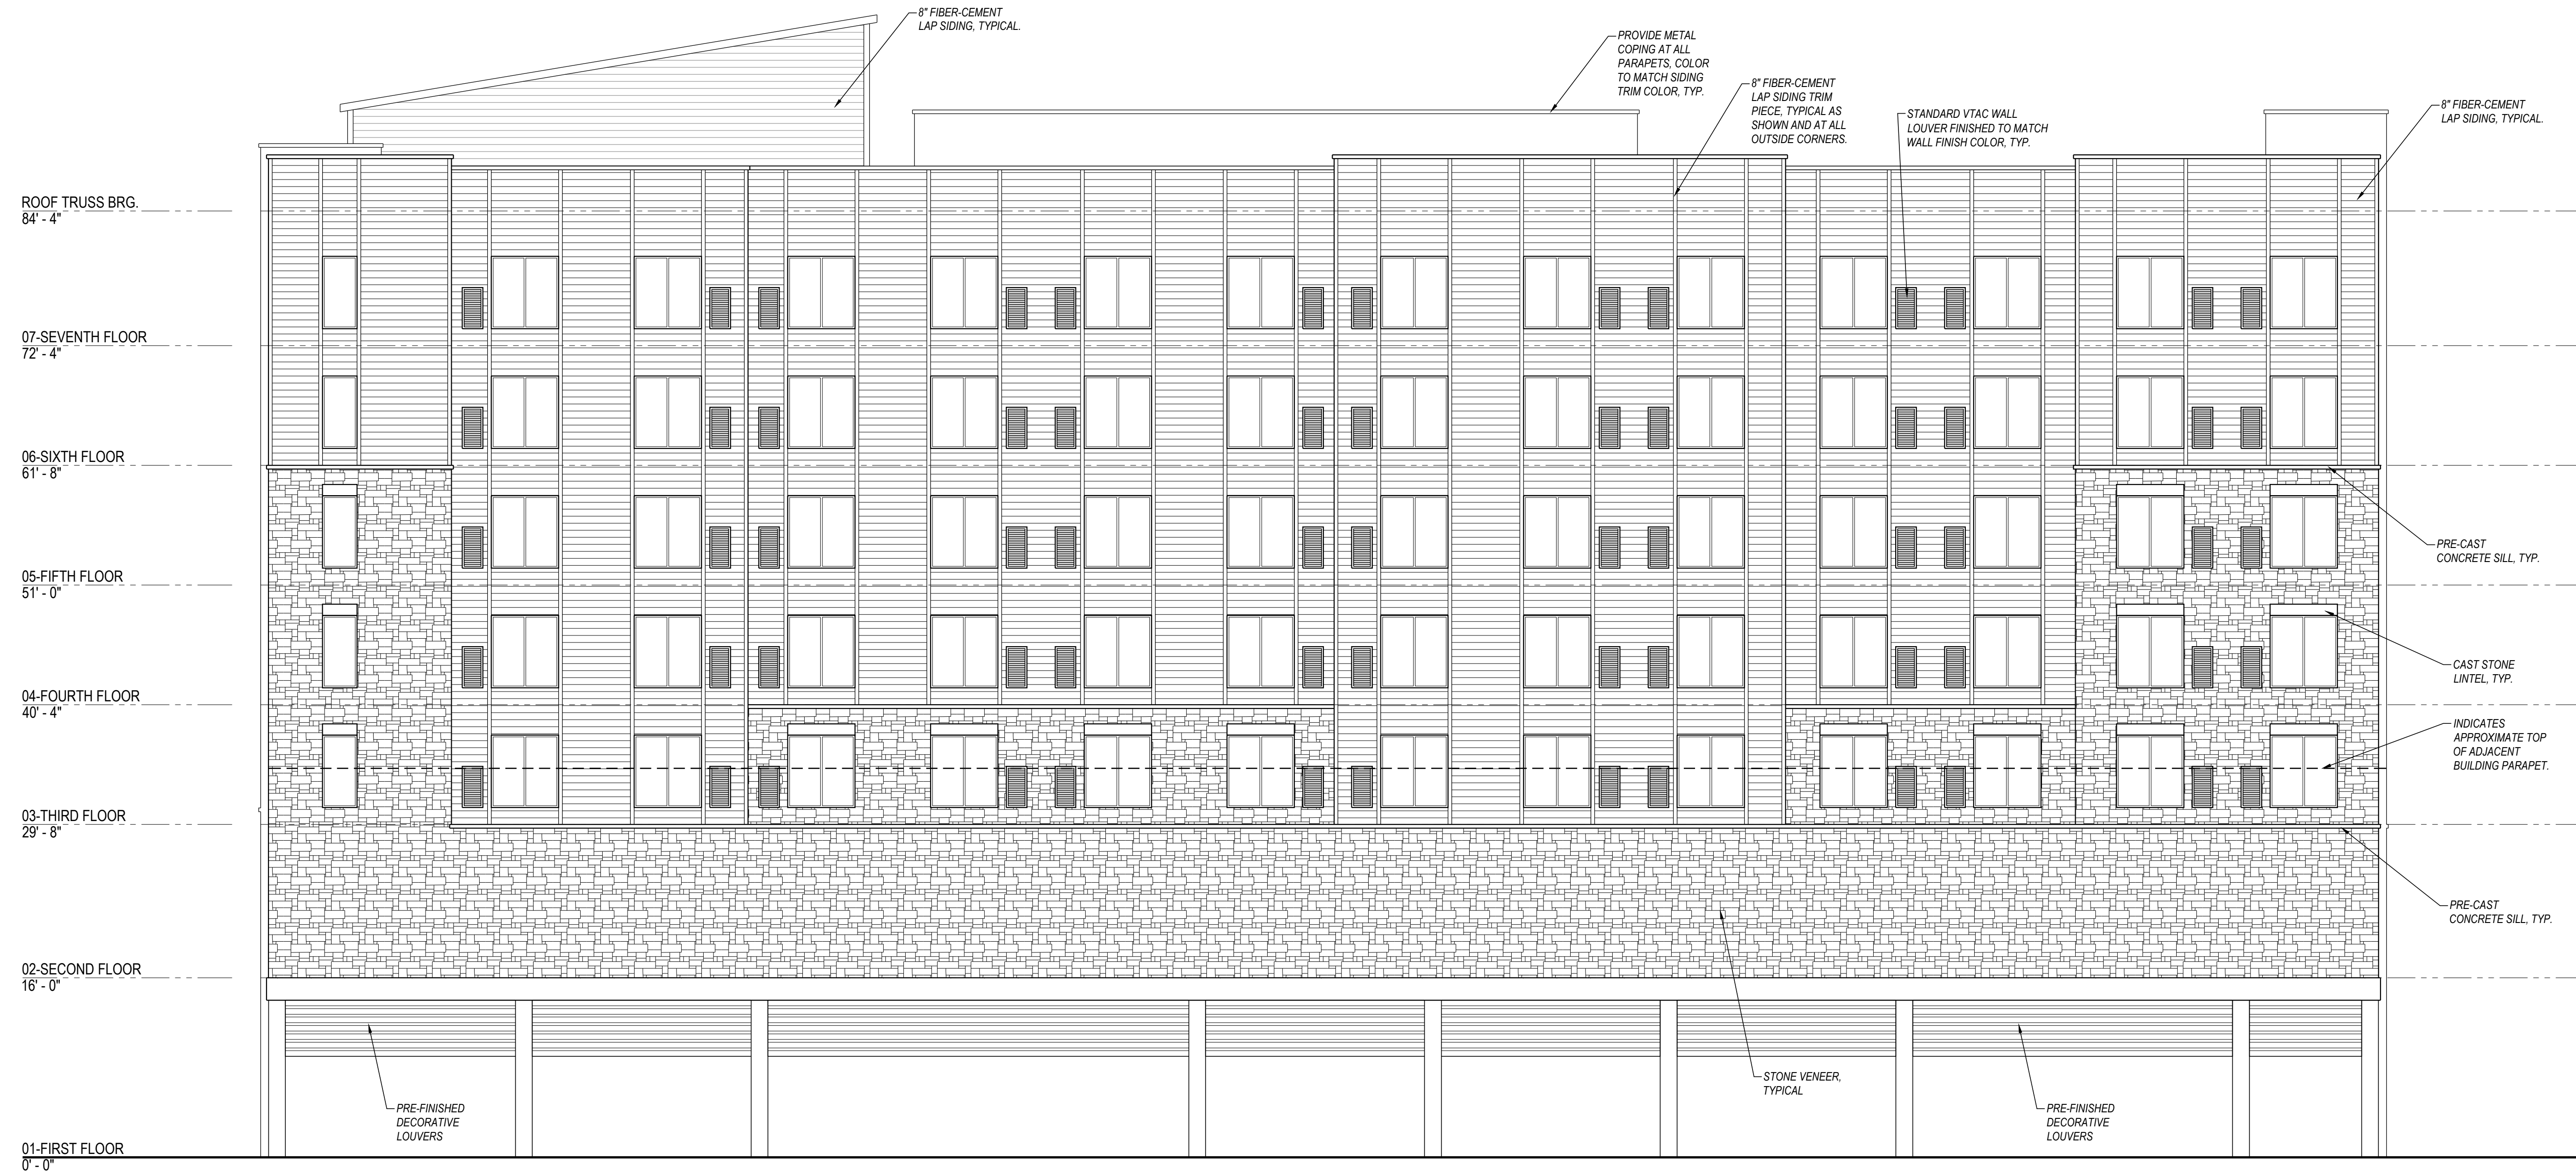 8" FIBER-CEMENT
LAP SIDING, TYPICAL.
PROVIDE METAL
COPING AT ALL
PARAPETS, COLOR
TO MATCH SIDING
TRIM COLOR, TYP.
8" FIBER-CEMENT
LAP SIDING TRIM
PIECE, TYPICAL AS
SHOWN AND AT ALL
OUTSIDE CORNERS.
STANDARD VTAC WALL
LOUVER FINISHED TO MATCH
WALL FINISH COLOR, TYP.
8" FIBER-CEMENT
LAP SIDING, TYPICAL.
ROOF TRUSS BRG.
84' - 4"
07-SEVENTH FLOOR
72' - 4"
06-SIXTH FLOOR
61' - 8"
PRE-CAST
CONCRETE SILL, TYP.
05-FIFTH FLOOR
51' - 0"
CAST STONE
LINTEL, TYP.
04-FOURTH FLOOR
40' - 4"
INDICATES
APPROXIMATE TOP
OF ADJACENT
BUILDING PARAPET.
03-THIRD FLOOR
29' - 8"
PRE-CAST
CONCRETE SILL, TYP.
02-SECOND FLOOR
16' - 0"
STONE VENEER,
TYPICAL
PRE-FINISHED
DECORATIVE
LOUVERS
PRE-FINISHED
DECORATIVE
LOUVERS
01-FIRST FLOOR
0' - 0"